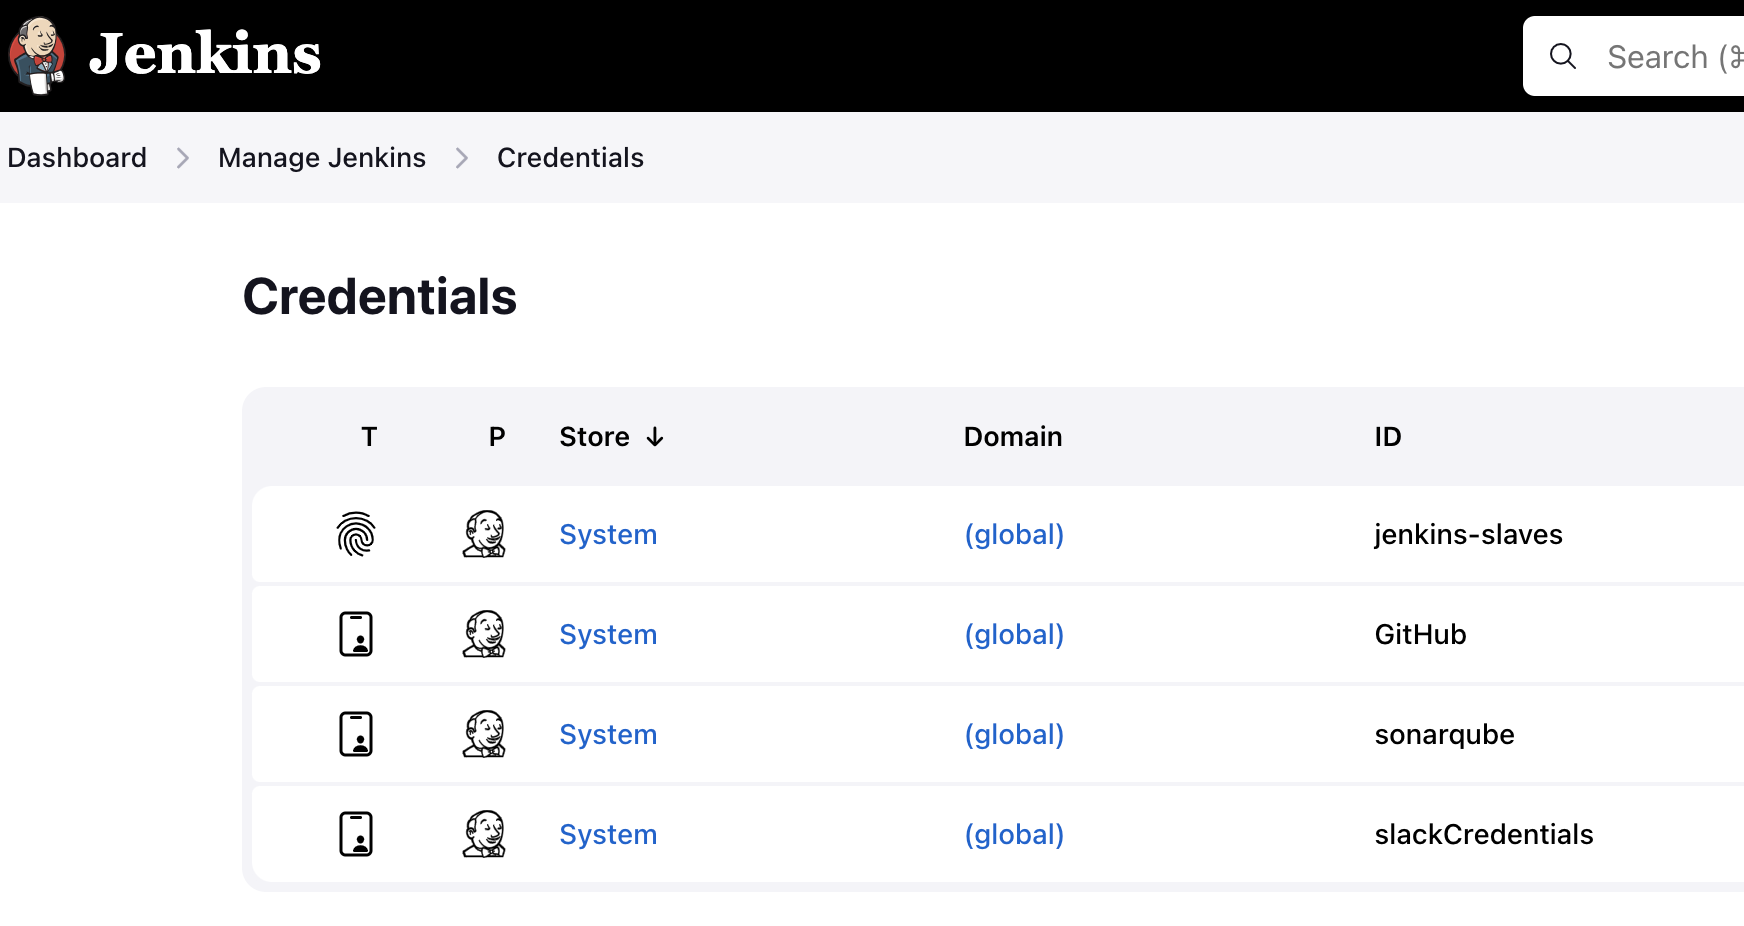 Jenkins
Search (⌘
Dashboard > Manage Jenkins > Credentials
Credentials
T P Store ↓ Domain ID
System (global) jenkins-slaves
System (global) GitHub
System (global) sonarqube
System (global) slackCredentials